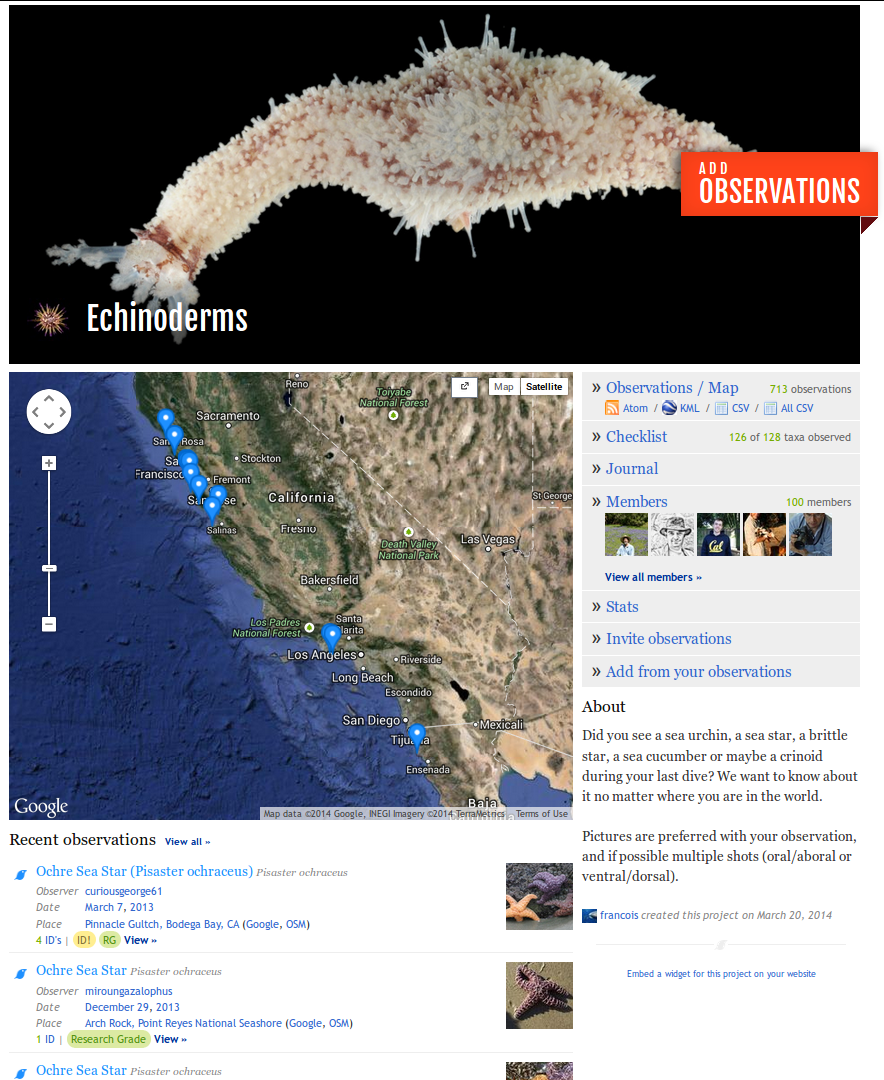 ADD
OBSERVATIONS
Echinoderms
Map
Satellite
Reno
Toiyabe
National Forest
Sacramento
Rosa
Stockton
Francisco
Fremont
California
St George
Salinas
Fresno
Death Valley
National Park
Las Vegas
Bakersfield
Los Padres
National Forest
Santa
Los Angeles
Riverside
Long Beach
Escondido
San Diego
Mexicali
Ensenada
Baja
Google
Map data ©2014 Google, INEGI Imagery ©2014 TerraMetrics
Terms of Use
» Observations / Map 713 observations
Atom / KML / CSV / All CSV
» Checklist 126 of 128 taxa observed
» Journal
» Members 100 members
Cal
View all members »
» Stats
» Invite observations
» Add from your observations
About
Did you see a sea urchin, a sea star, a brittle
star, a sea cucumber or maybe a crinoid
during your last dive? We want to know about
it no matter where you are in the world.
Pictures are preferred with your observation,
and if possible multiple shots (oral/aboral or
ventral/dorsal).
francois created this project on March 20, 2014
Embed a widget for this project on your website
Recent observations View all »
Ochre Sea Star (Pisaster ochraceus) Pisaster ochraceus
Observer curiousgeorge61
Date March 7, 2013
Place Pinnacle Gultch, Bodega Bay, CA (Google, OSM)
4 ID's | ID! RG View »
Ochre Sea Star Pisaster ochraceus
Observer miroungazalophus
Date December 29, 2013
Place Arch Rock, Point Reyes National Seashore (Google, OSM)
1 ID | Research Grade View »
Ochre Sea Star Pisaster ochraceus